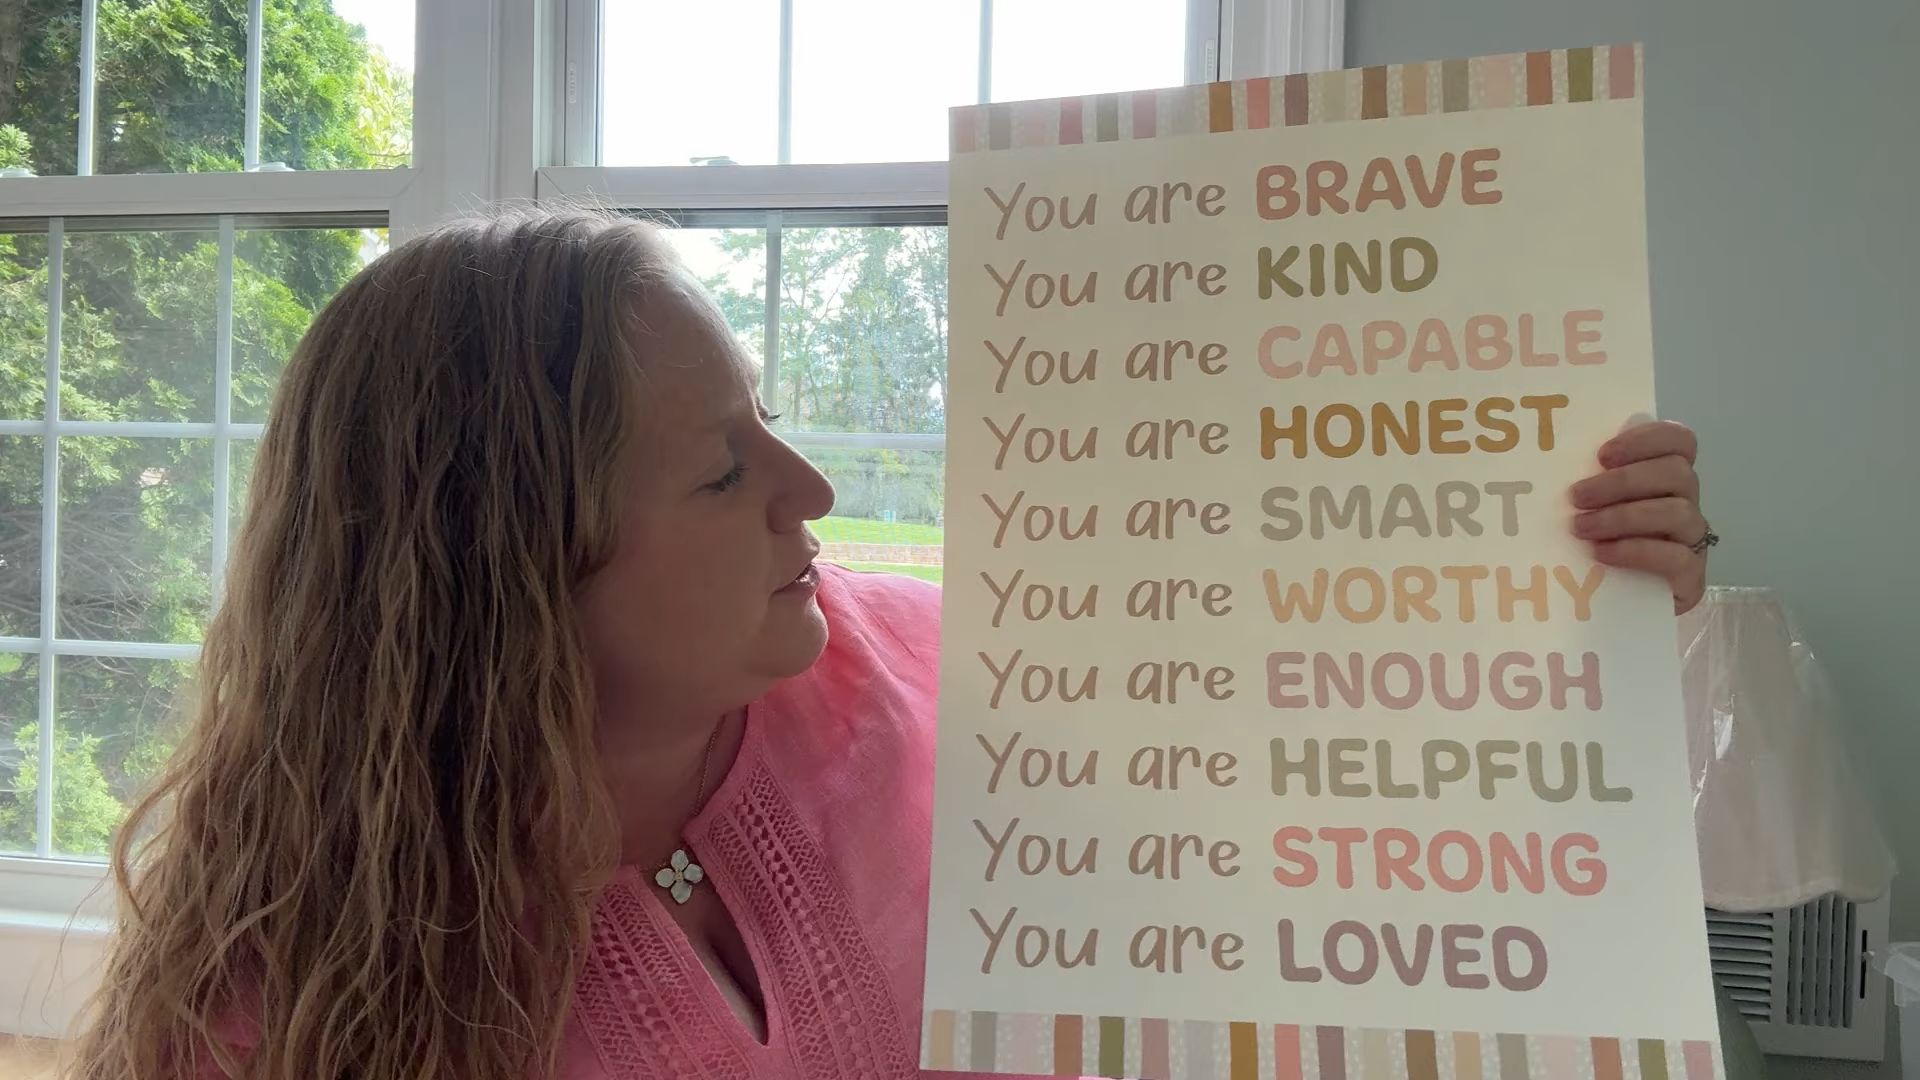 You are BRAVE
You are KIND
You are CAPABLE
You are HONEST
You are SMART
You are WORTHY
You are ENOUGH
You are HELPFUL
You are STRONG
You are LOVED